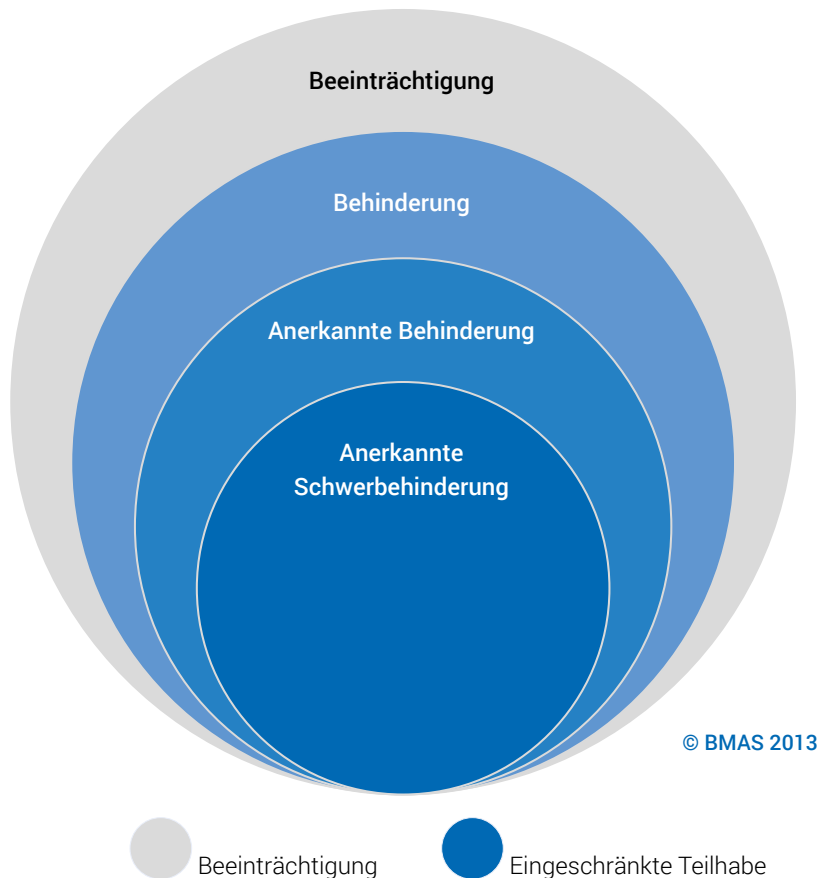 Beeinträchtigung
Behinderung
Anerkannte Behinderung
Anerkannte
Schwerbehinderung
© BMAS 2013
Beeinträchtigung
Eingeschränkte Teilhabe